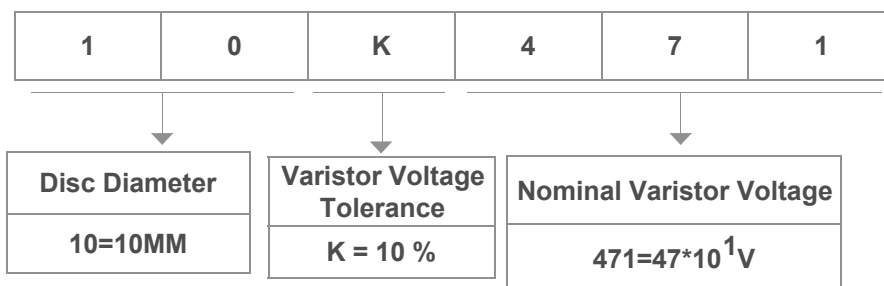 1 0 K 4 7 1
Disc Diameter
10=10MM
Varistor Voltage
Tolerance
K = 10 %
Nominal Varistor Voltage
471=47*10¹V